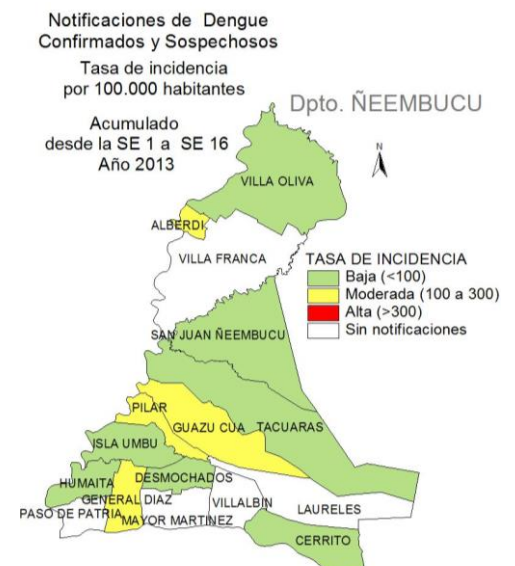 Notificaciones de Dengue
Confirmados y Sospechosos
Tasa de incidencia
por 100.000 habitantes
Acumulado
desde la SE 1 a SE 16
Año 2013
Dpto. ÑEEMBUCU
N
VILLA OLIVA
ALBERDI
VILLA FRANCA
TASA DE INCIDENCIA
Baja (<100)
Moderada (100 a 300)
Alta (>300)
Sin notificaciones
SAN JUAN ÑEEMBUCU
PILAR
GUAZU CUA
TACUARAS
ISLA UMBU
HUMAITA
DESMOCHADOS
GENERAL DIAZ
VILLALBIN
LAURELES
PASO DE PATRIA
MAYOR MARTINEZ
CERRITO